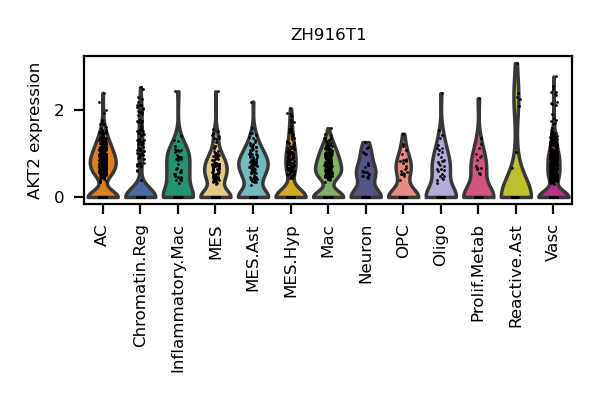 ZH916T1
AKT2 expression
2
0
AC
Chromatin.Reg
Inflammatory.Mac
MES
MES.Ast
MES.Hyp
Mac
Neuron
OPC
Oligo
Prolif.Metab
Reactive.Ast
Vasc